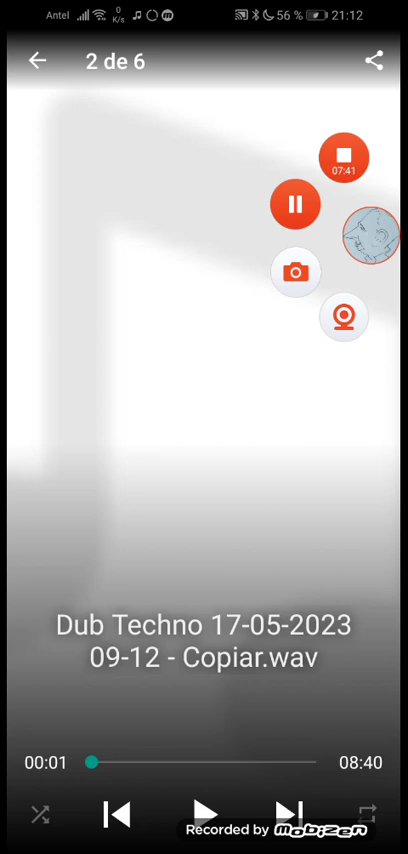 Antel 0 K/s 56 % 21:12
2 de 6
07:41
Dub Techno 17-05-2023
09-12 - Copiar.wav
00:01 08:40
Recorded by mobizen